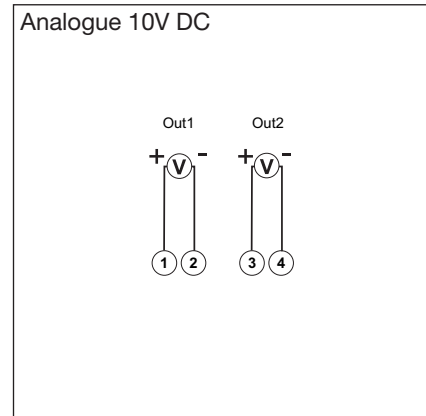 Analogue 10V DC
Out1 Out2
+ V - + V -
1 2 3 4